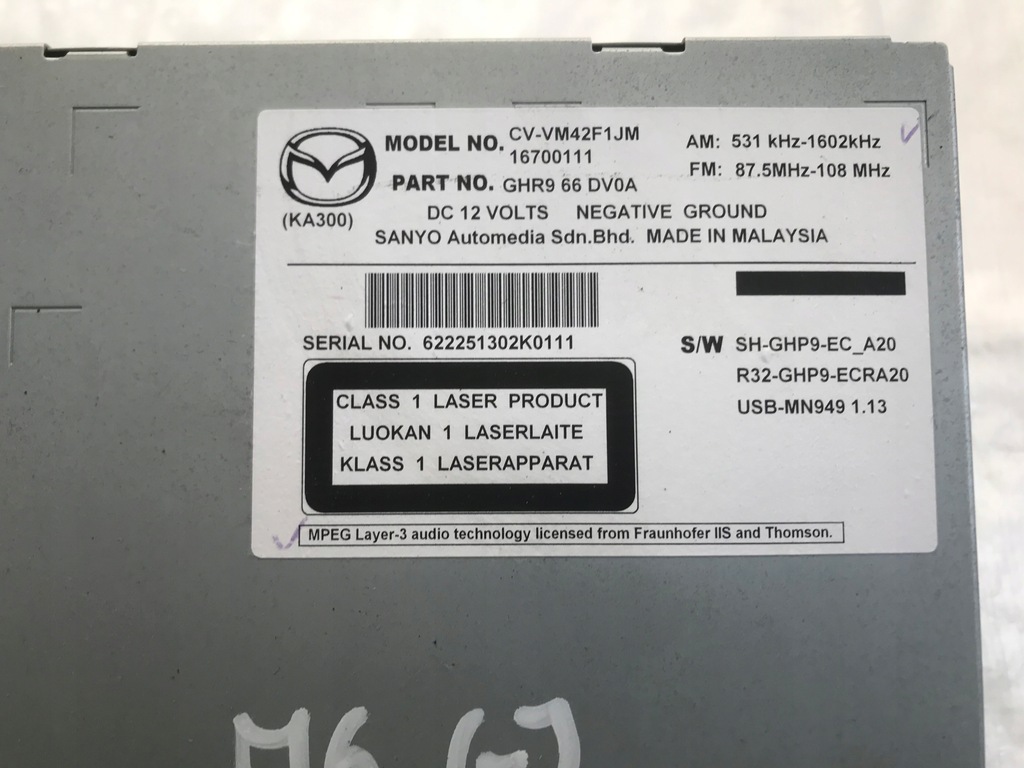 MODEL NO. CV-VM42F1JM
16700111
PART NO. GHR9 66 DV0A
AM: 531 kHz-1602kHz
FM: 87.5MHz-108 MHz
(KA300)
DC 12 VOLTS NEGATIVE GROUND
SANYO Automedia Sdn.Bhd. MADE IN MALAYSIA
SERIAL NO. 622251302K0111
S/W SH-GHP9-EC_A20
R32-GHP9-ECRA20
USB-MN949 1.13
CLASS 1 LASER PRODUCT
LUOKAN 1 LASERLAITE
KLASS 1 LASERAPPARAT
MPEG Layer-3 audio technology licensed from Fraunhofer IIS and Thomson.